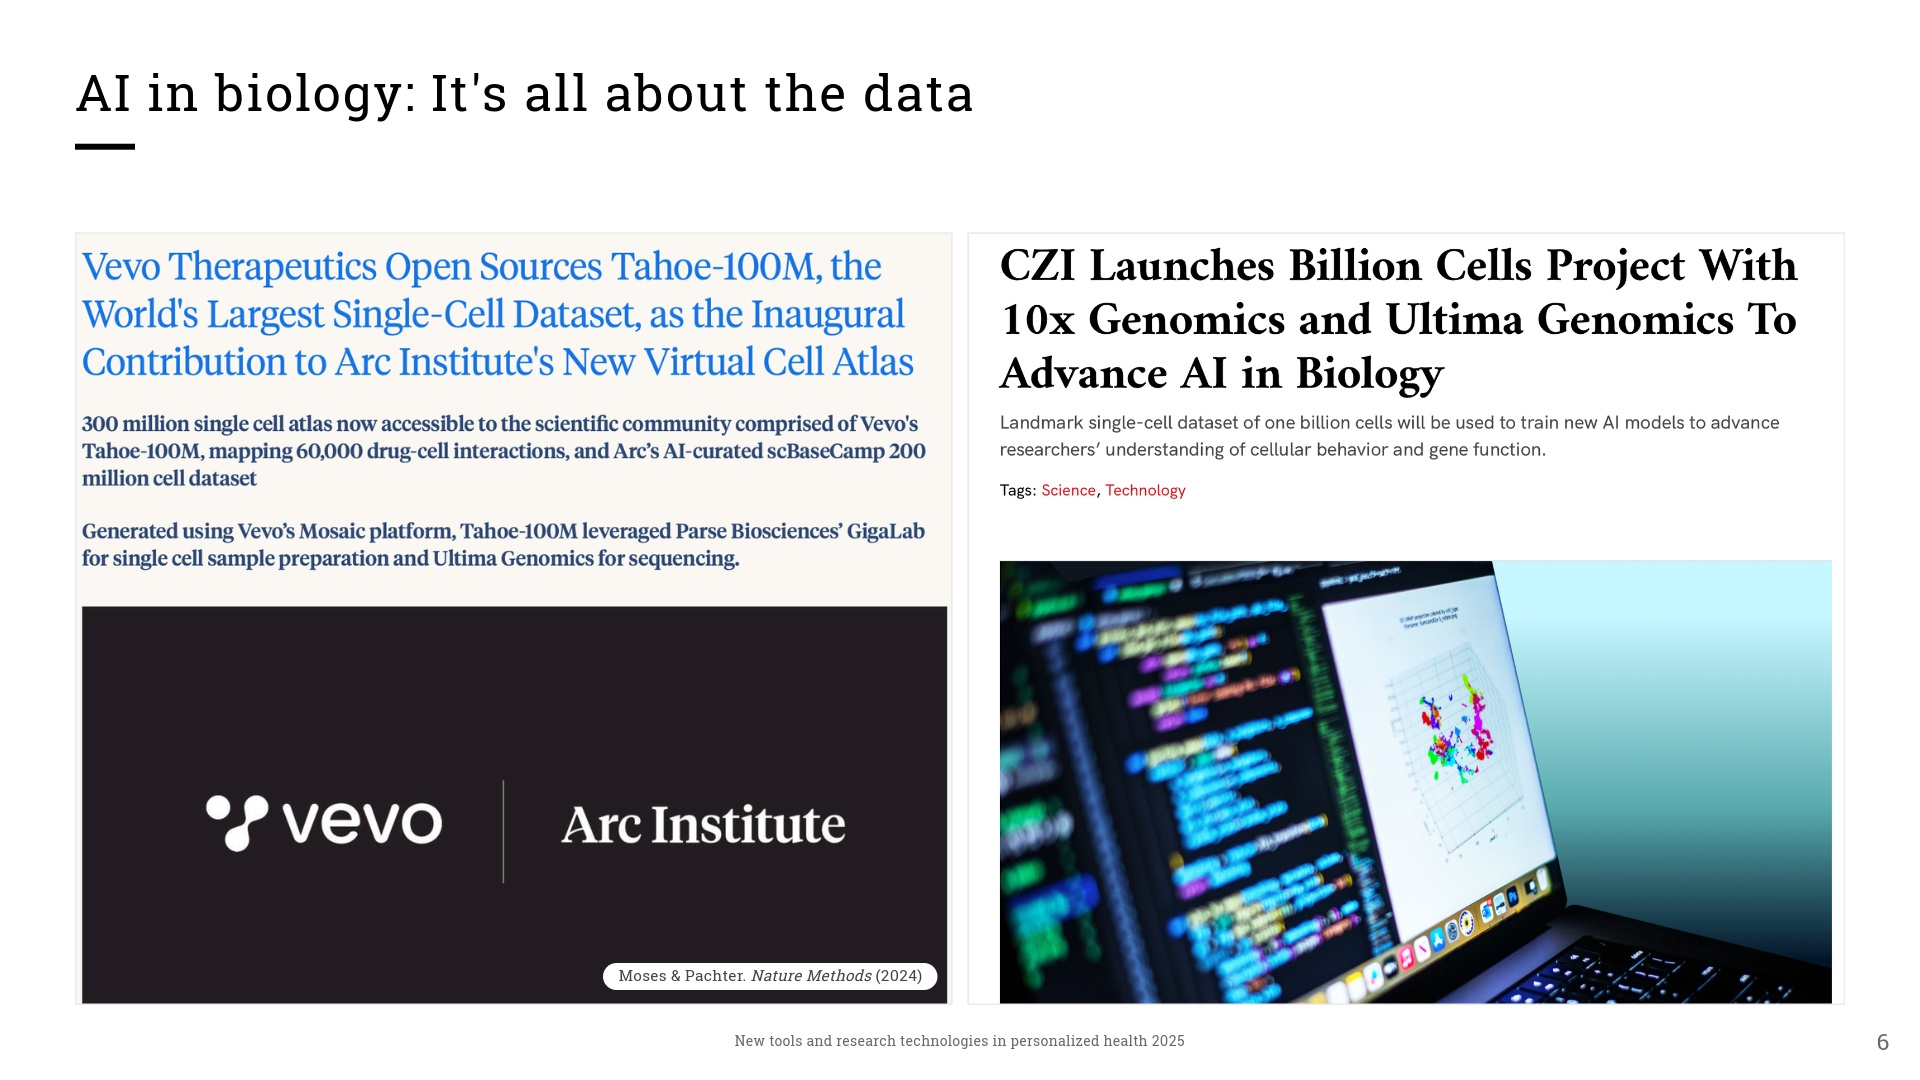 AI in biology: It's all about the data
Vevo Therapeutics Open Sources Tahoe-100M, the
World's Largest Single-Cell Dataset, as the Inaugural
Contribution to Arc Institute's New Virtual Cell Atlas
300 million single cell atlas now accessible to the scientific community comprised of Vevo's
Tahoe-100M, mapping 60,000 drug-cell interactions, and Arc’s AI-curated scBaseCamp 200
million cell dataset
Generated using Vevo’s Mosaic platform, Tahoe-100M leveraged Parse Biosciences’ GigaLab
for single cell sample preparation and Ultima Genomics for sequencing.
vevo
Arc Institute
Moses & Pachter. Nature Methods (2024)
CZI Launches Billion Cells Project With
10x Genomics and Ultima Genomics To
Advance AI in Biology
Landmark single-cell dataset of one billion cells will be used to train new AI models to advance
researchers’ understanding of cellular behavior and gene function.
Tags: Science, Technology
New tools and research technologies in personalized health 2025
6